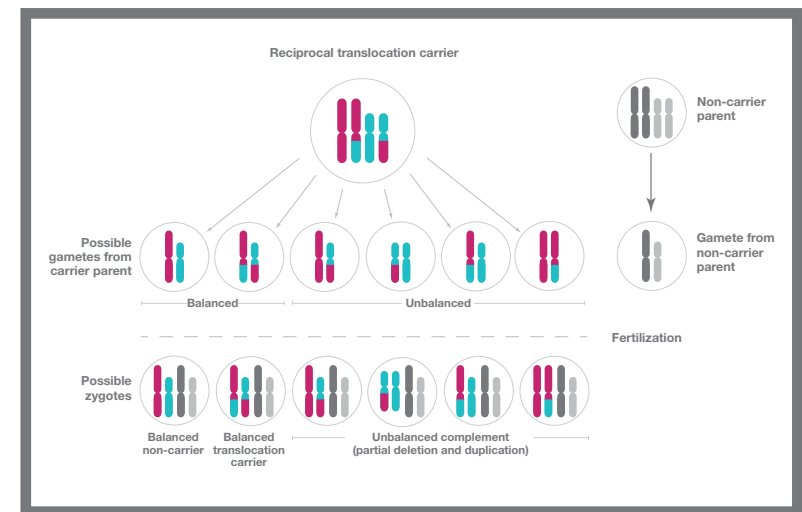 Reciprocal translocation carrier
Non-carrier
parent
Possible
gametes from
carrier parent
Gamete from
non-carrier
parent
Balanced
Unbalanced
Fertilization
Possible
zygotes
Balanced
non-carrier
Balanced
translocation
carrier
Unbalanced complement
(partial deletion and duplication)